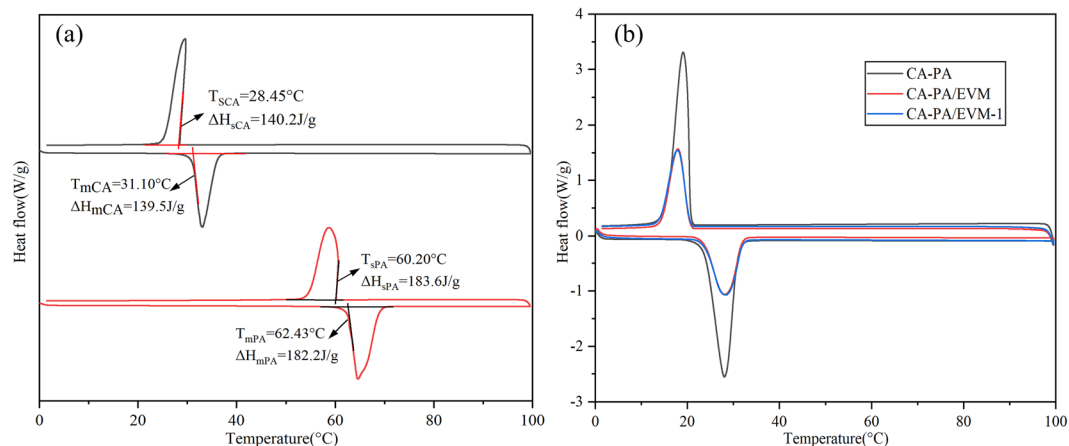 (a)
T_SCA=28.45°C
ΔH_sCA=140.2J/g
TmCA=31.10°C
ΔHmCA=139.5J/g
T_sPA=60.20°C
ΔH_sPA=183.6J/g
T_mPA=62.43°C
ΔH_mPA=182.2J/g
Heat flow(W/g)
0 20 40 60 80 100
Temperature(°C)
(b)
CA-PA
CA-PA/EVM
CA-PA/EVM-1
Heat flow(W/g)
4
3
2
1
0
-1
-2
-3
0 20 40 60 80 100
Temperature(°C)